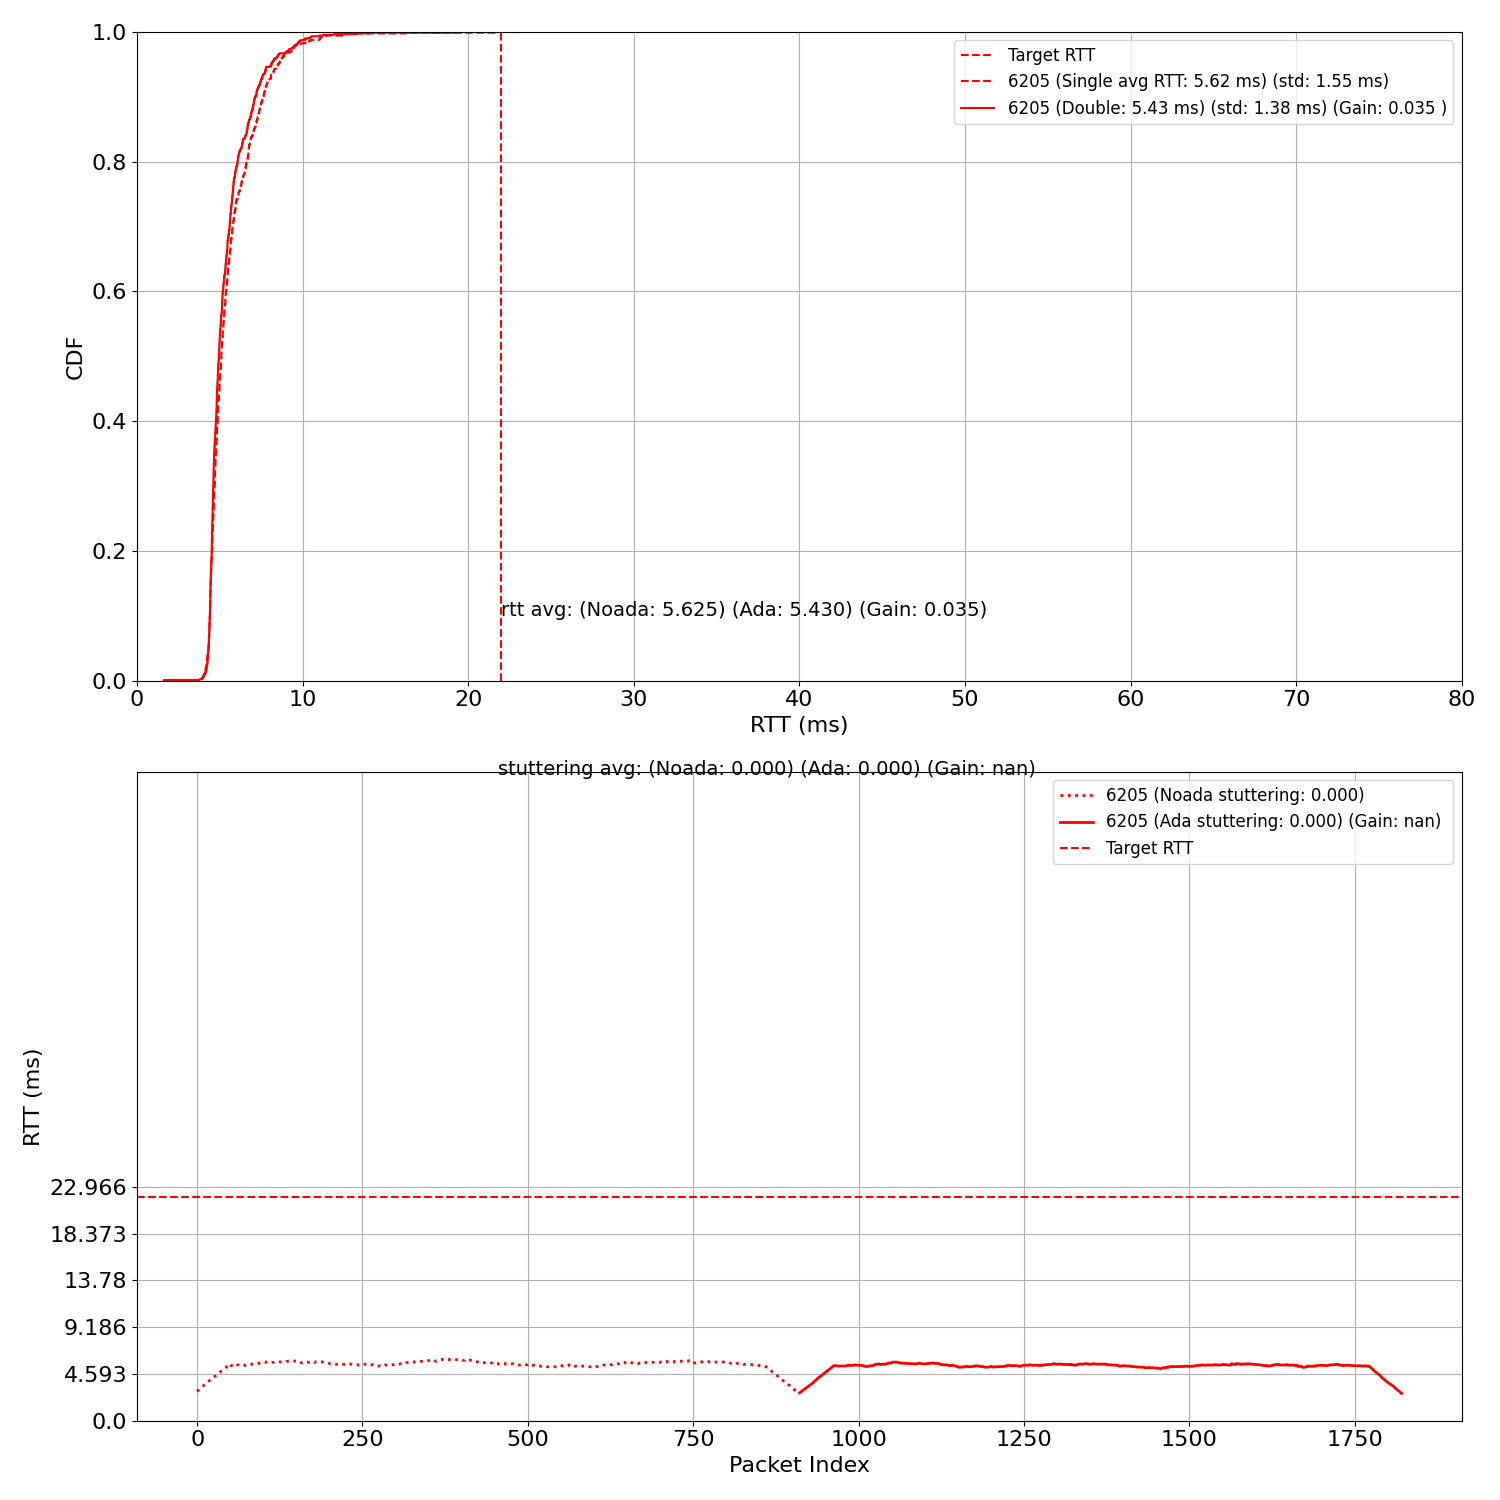 1.0
0.8
0.6
0.4
0.2
0.0
CDF
Target RTT
6205 (Single avg RTT: 5.62 ms) (std: 1.55 ms)
6205 (Double: 5.43 ms) (std: 1.38 ms) (Gain: 0.035 )
rtt avg: (Noada: 5.625) (Ada: 5.430) (Gain: 0.035)
0 10 20 30 40 50 60 70 80
RTT (ms)
stuttering avg: (Noada: 0.000) (Ada: 0.000) (Gain: nan)
6205 (Noada stuttering: 0.000)
6205 (Ada stuttering: 0.000) (Gain: nan)
Target RTT
RTT (ms)
22.966
18.373
13.78
9.186
4.593
0.0
0 250 500 750 1000 1250 1500 1750
Packet Index